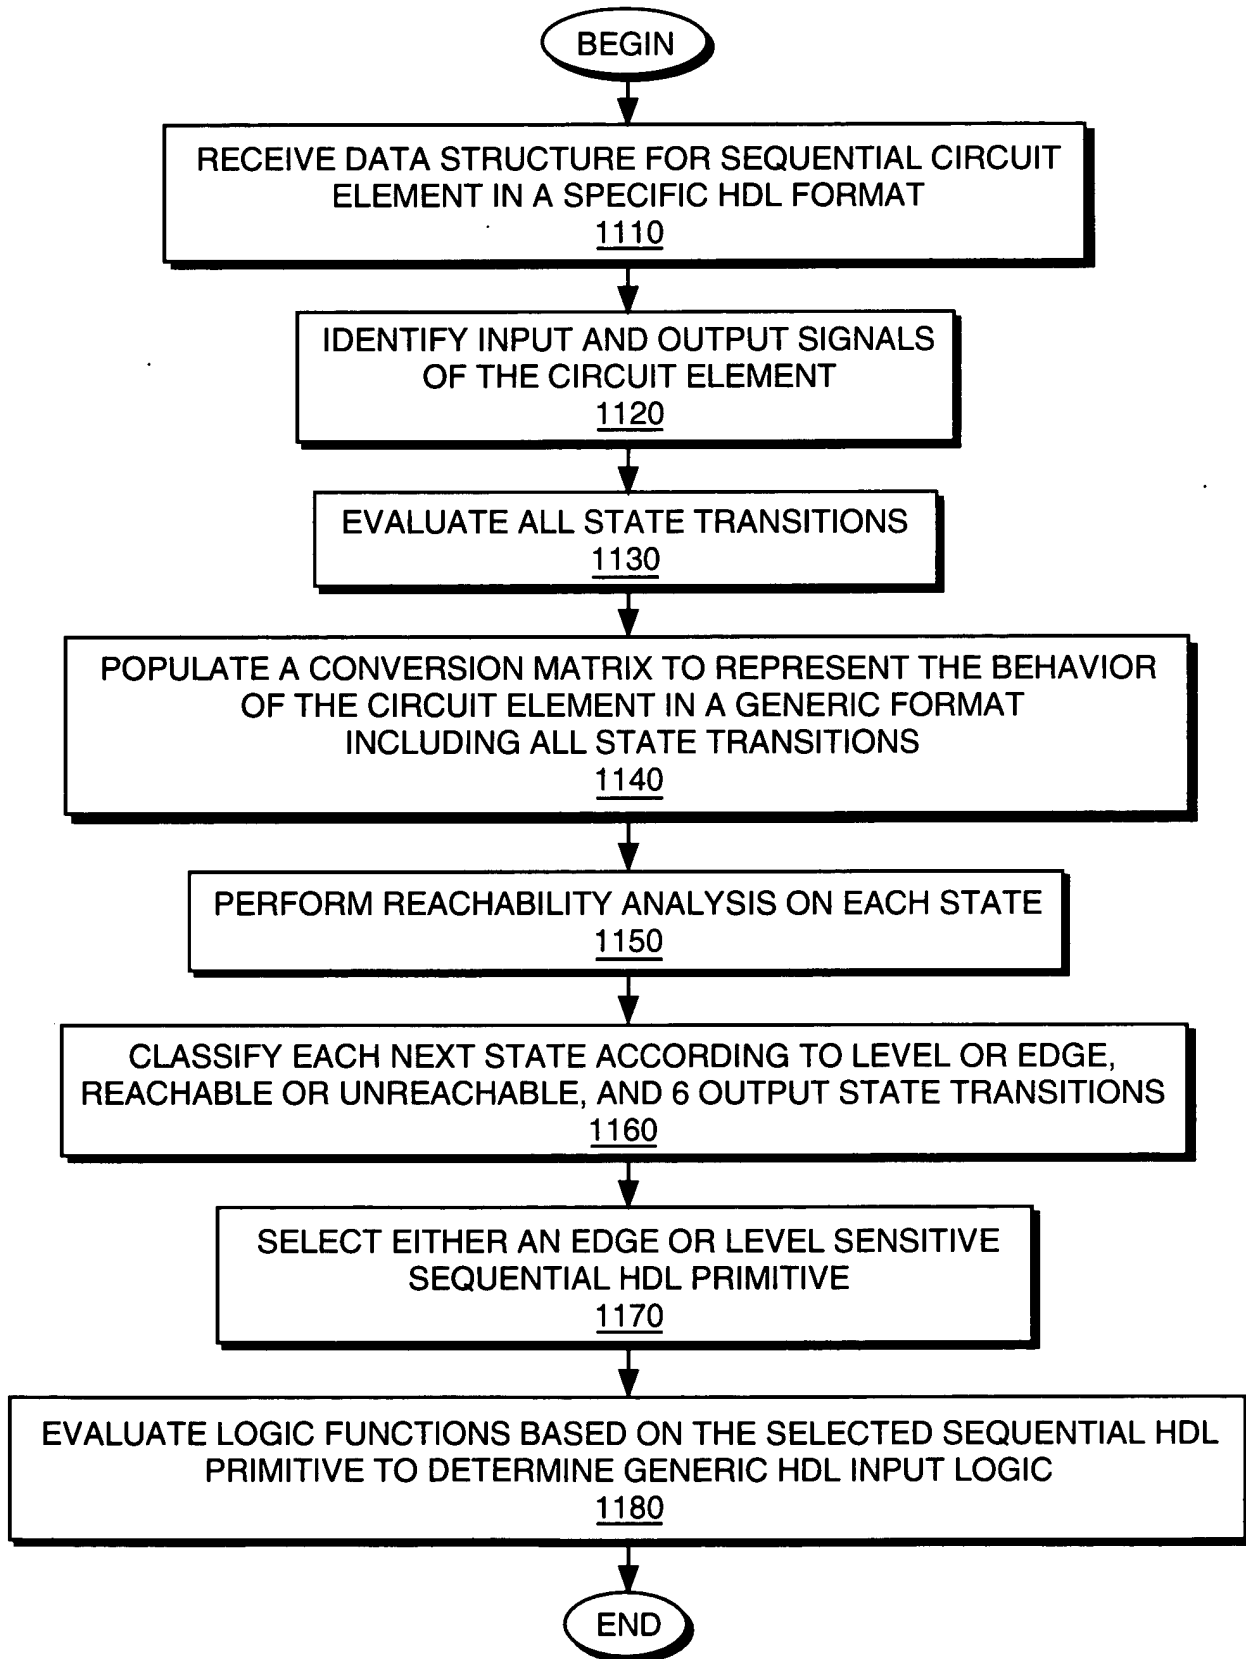 BEGIN
RECEIVE DATA STRUCTURE FOR SEQUENTIAL CIRCUIT
ELEMENT IN A SPECIFIC HDL FORMAT
1110
IDENTIFY INPUT AND OUTPUT SIGNALS
OF THE CIRCUIT ELEMENT
1120
EVALUATE ALL STATE TRANSITIONS
1130
POPULATE A CONVERSION MATRIX TO REPRESENT THE BEHAVIOR
OF THE CIRCUIT ELEMENT IN A GENERIC FORMAT
INCLUDING ALL STATE TRANSITIONS
1140
PERFORM REACHABILITY ANALYSIS ON EACH STATE
1150
CLASSIFY EACH NEXT STATE ACCORDING TO LEVEL OR EDGE,
REACHABLE OR UNREACHABLE, AND 6 OUTPUT STATE TRANSITIONS
1160
SELECT EITHER AN EDGE OR LEVEL SENSITIVE
SEQUENTIAL HDL PRIMITIVE
1170
EVALUATE LOGIC FUNCTIONS BASED ON THE SELECTED SEQUENTIAL HDL
PRIMITIVE TO DETERMINE GENERIC HDL INPUT LOGIC
1180
END